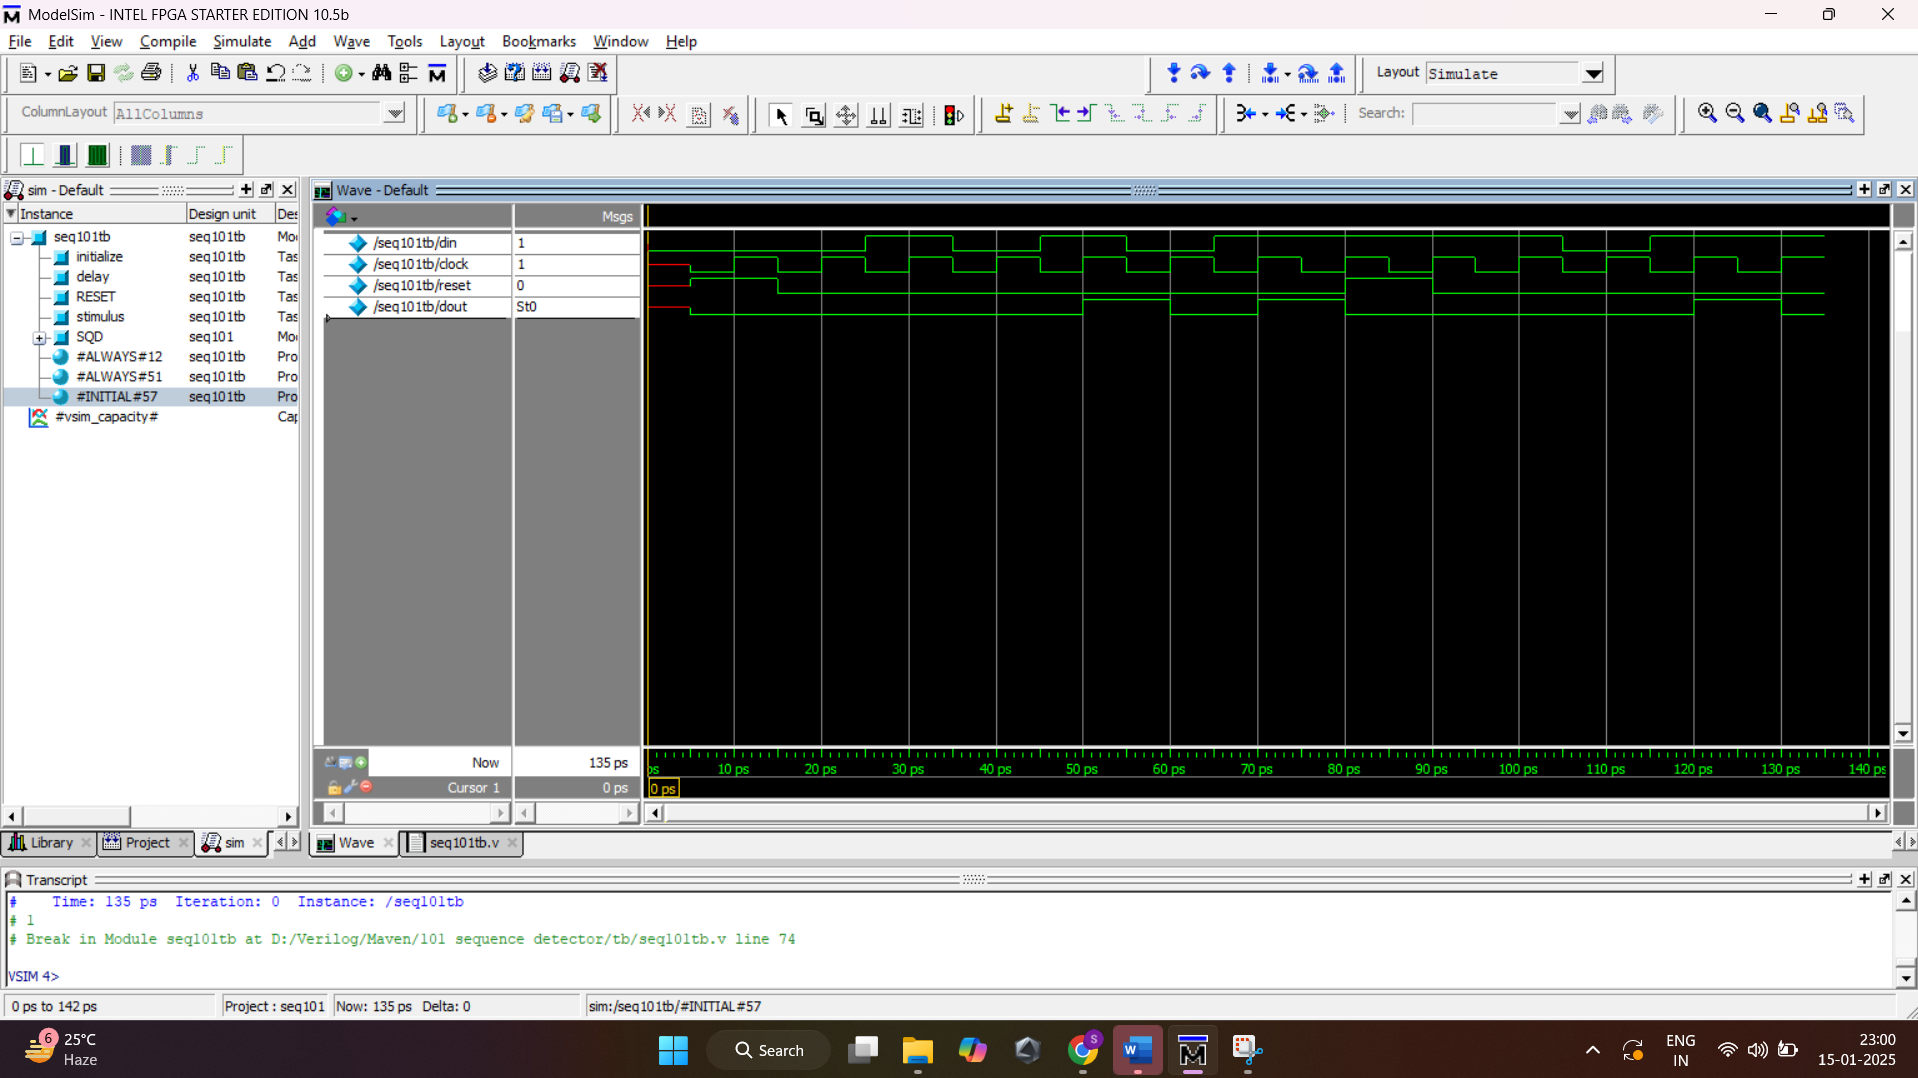 ModelSim - INTEL FPGA STARTER EDITION 10.5b
File Edit View Compile Simulate Add Wave Tools Layout Bookmarks Window Help
Layout Simulate
ColumnLayout AllColumns
Search:
sim - Default
Wave - Default
Instance Design unit
Msgs
seq101tb seq101tb
initialize seq101tb Tas
delay seq101tb Tas
RESET seq101tb Tas
stimulus seq101tb Tas
SQD seq101
#ALWAYS#12 seq101tb Pro
#ALWAYS#51 seq101tb Pro
#INITIAL#57 seq101tb Pro
#vsim_capacity# Cap
/seq101tb/din 1
/seq101tb/clock 1
/seq101tb/reset 0
/seq101tb/dout St0
Now 135 ps
Cursor 1 0 ps
ps 10 ps 20 ps 30 ps 40 ps 50 ps 60 ps 70 ps 80 ps 90 ps 100 ps 110 ps 120 ps 130 ps 140 ps
0 ps
Library Project sim Wave seq101tb.v
Transcript
# Time: 135 ps Iteration: 0 Instance: /seq101tb
# 1
# Break in Module seq101tb at D:/Verilog/Maven/101 sequence detector/tb/seq101tb.v line 74
VSIM 4>
0 ps to 142 ps Project : seq101 Now: 135 ps Delta: 0 sim:/seq101tb/#INITIAL#57
6
25°C
Haze
Search
S
W
ENG
IN
23:00
15-01-2025